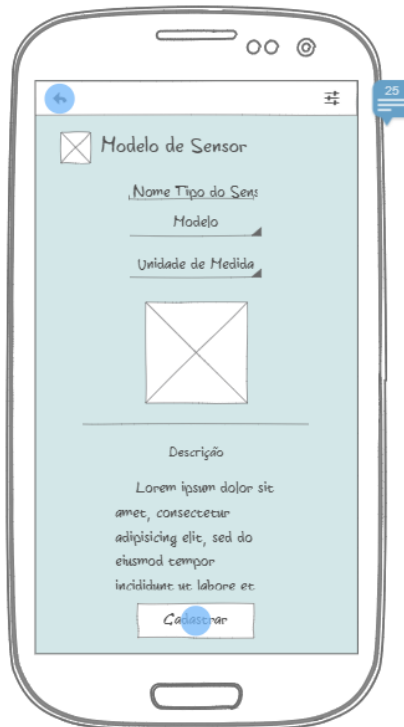 25
Modelo de Sensor
Nome Tipo do Sens
Modelo
Unidade de Medida
Descrição
Lorem ipsum dolor sit
amet, consectetur
adipisicing elit, sed do
eiusmod tempor
incididunt ut labore et
Cadastrar